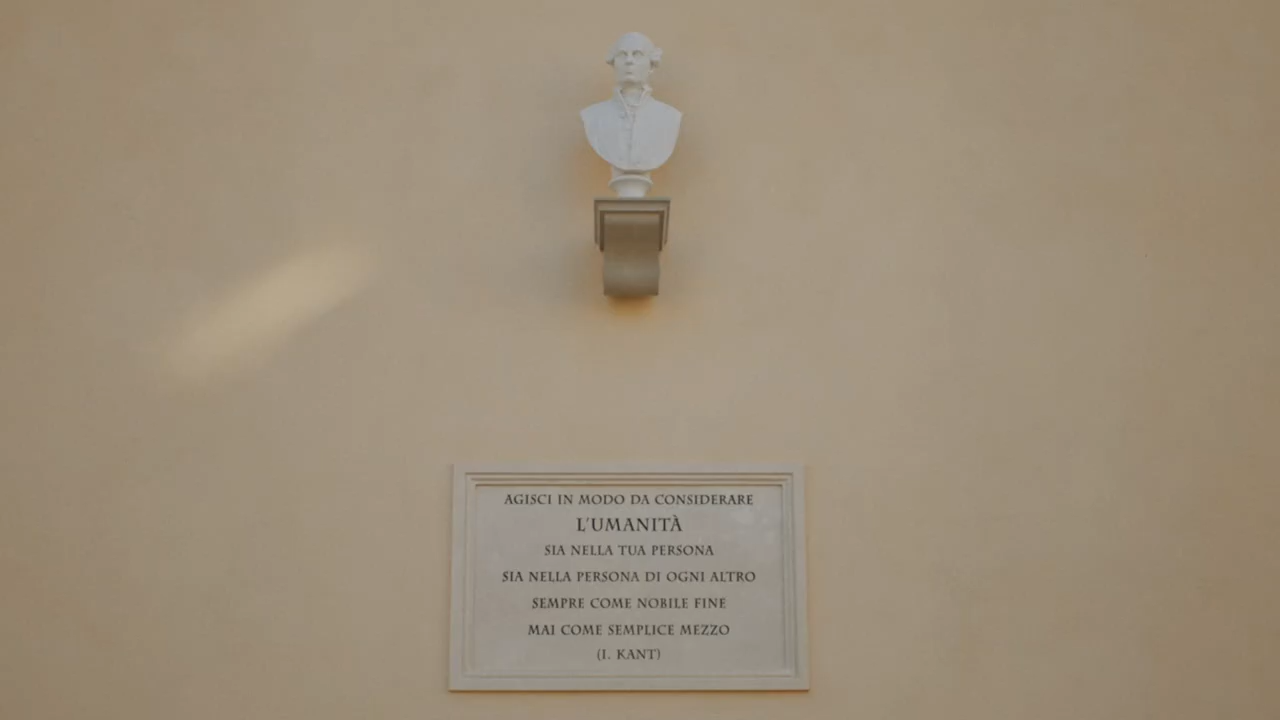 AGISCI IN MODO DA CONSIDERARE
L'UMANITÀ
SIA NELLA TUA PERSONA
SIA NELLA PERSONA DI OGNI ALTRO
SEMPRE COME NOBILE FINE
MAI COME SEMPLICE MEZZO
(I. KANT)